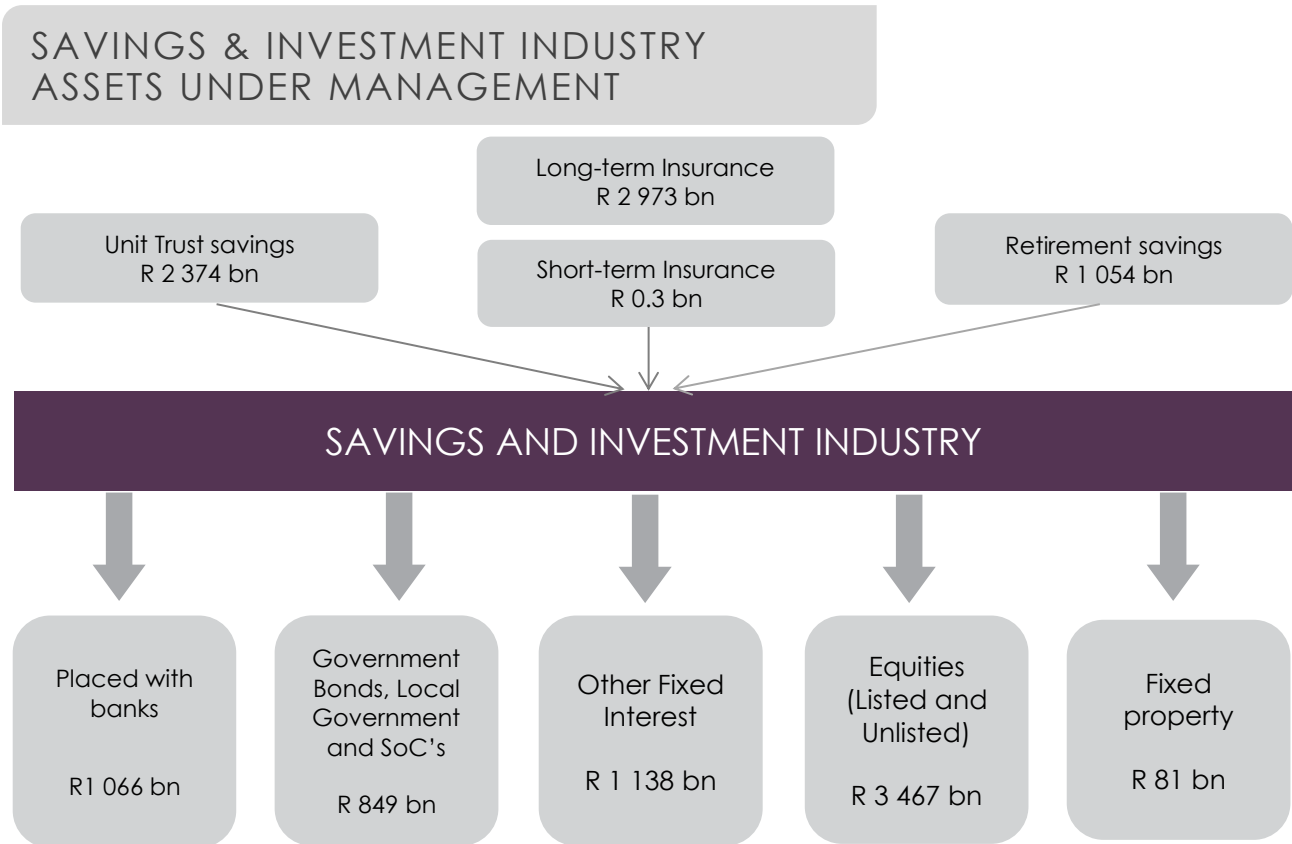 SAVINGS & INVESTMENT INDUSTRY
ASSETS UNDER MANAGEMENT
Long-term Insurance
R 2 973 bn
Unit Trust savings
R 2 374 bn
Short-term Insurance
R 0.3 bn
Retirement savings
R 1 054 bn
SAVINGS AND INVESTMENT INDUSTRY
Placed with
banks
R1 066 bn
Government
Bonds, Local
Government
and SoC’s
R 849 bn
Other Fixed
Interest
R 1 138 bn
Equities
(Listed and
Unlisted)
R 3 467 bn
Fixed
property
R 81 bn